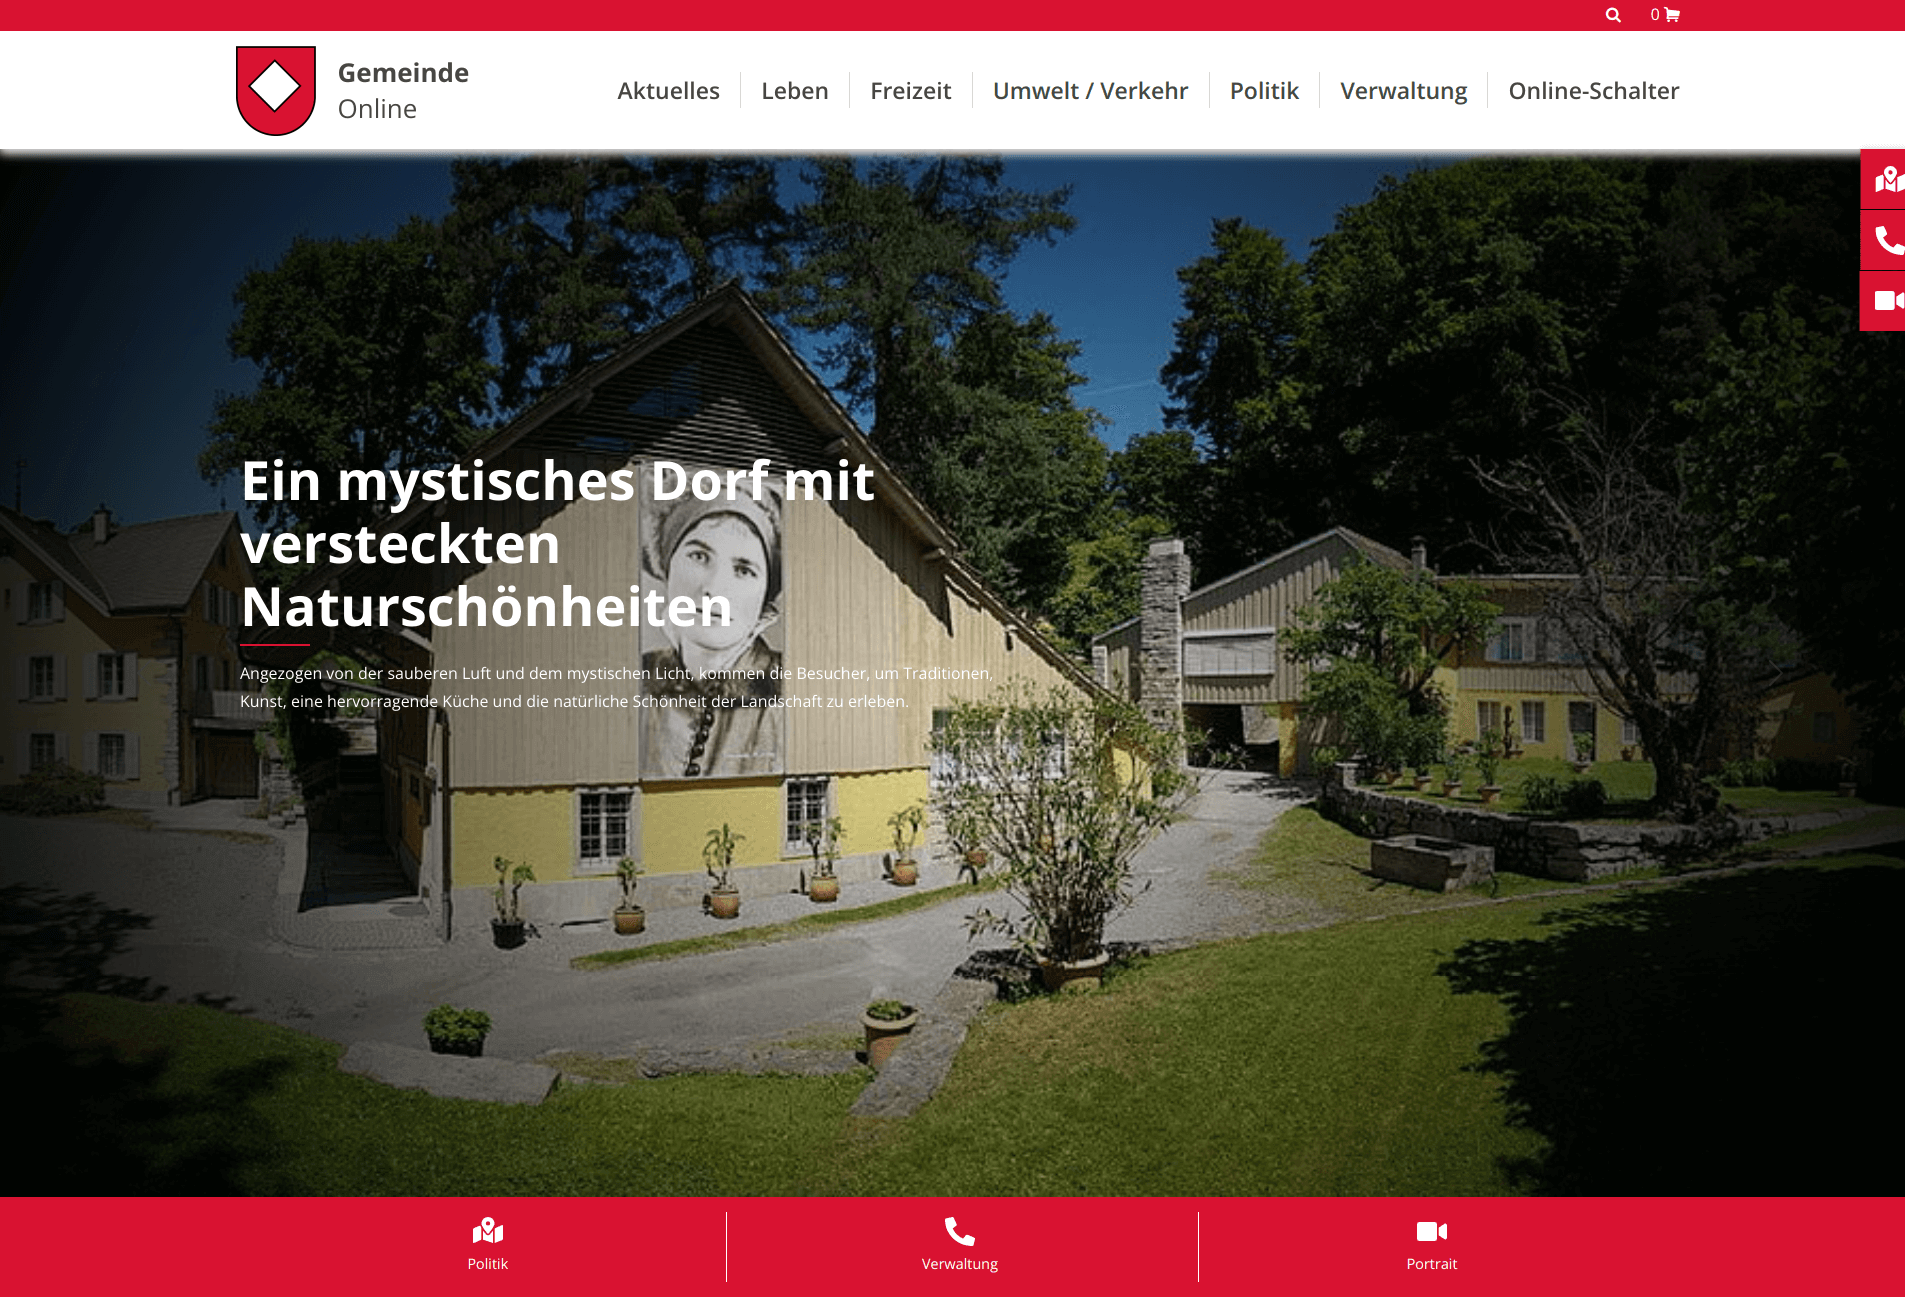 0
Gemeinde
Online
Aktuelles
Leben
Freizeit
Umwelt / Verkehr
Politik
Verwaltung
Online-Schalter
Ein mystisches Dorf mit
versteckten
Naturschönheiten
Angezogen von der sauberen Luft und dem mystischen Licht, kommen die Besucher, um Traditionen,
Kunst, eine hervorragende Küche und die natürliche Schönheit der Landschaft zu erleben.
Politik
Verwaltung
Portrait